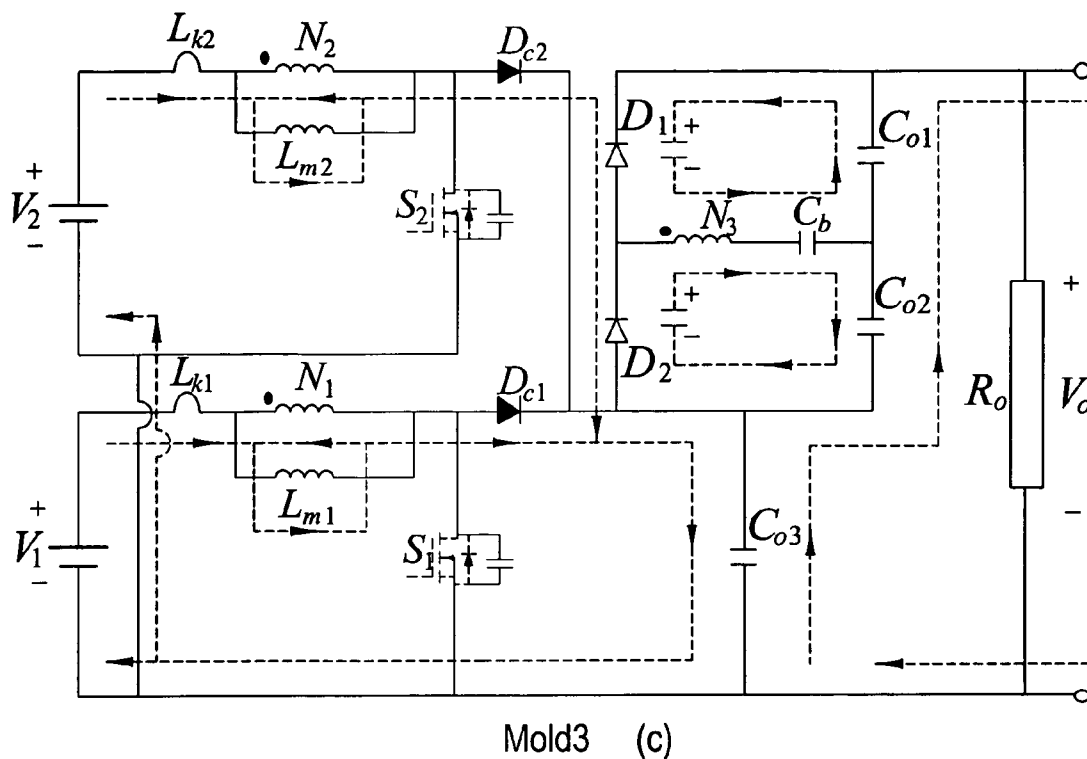 L_{k2}
N_2
D_{c2}
L_{m2}
D_1
+
−
C_{o1}
+
V_2
−
S_2
N_3
C_b
+
−
C_{o2}
D_2
L_{k1}
N_1
D_{c1}
R_o
+
V_o
−
L_{m1}
+
V_1
−
S_1
C_{o3}
Mold3 (c)